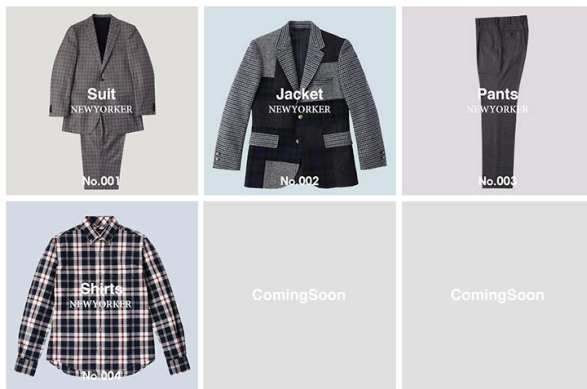 Suit
NEWYORKER
No.001
Jacket
NEWYORKER
No.002
Pants
NEWYORKER
No.003
Shirts
NEWYORKER
No.004
ComingSoon
ComingSoon